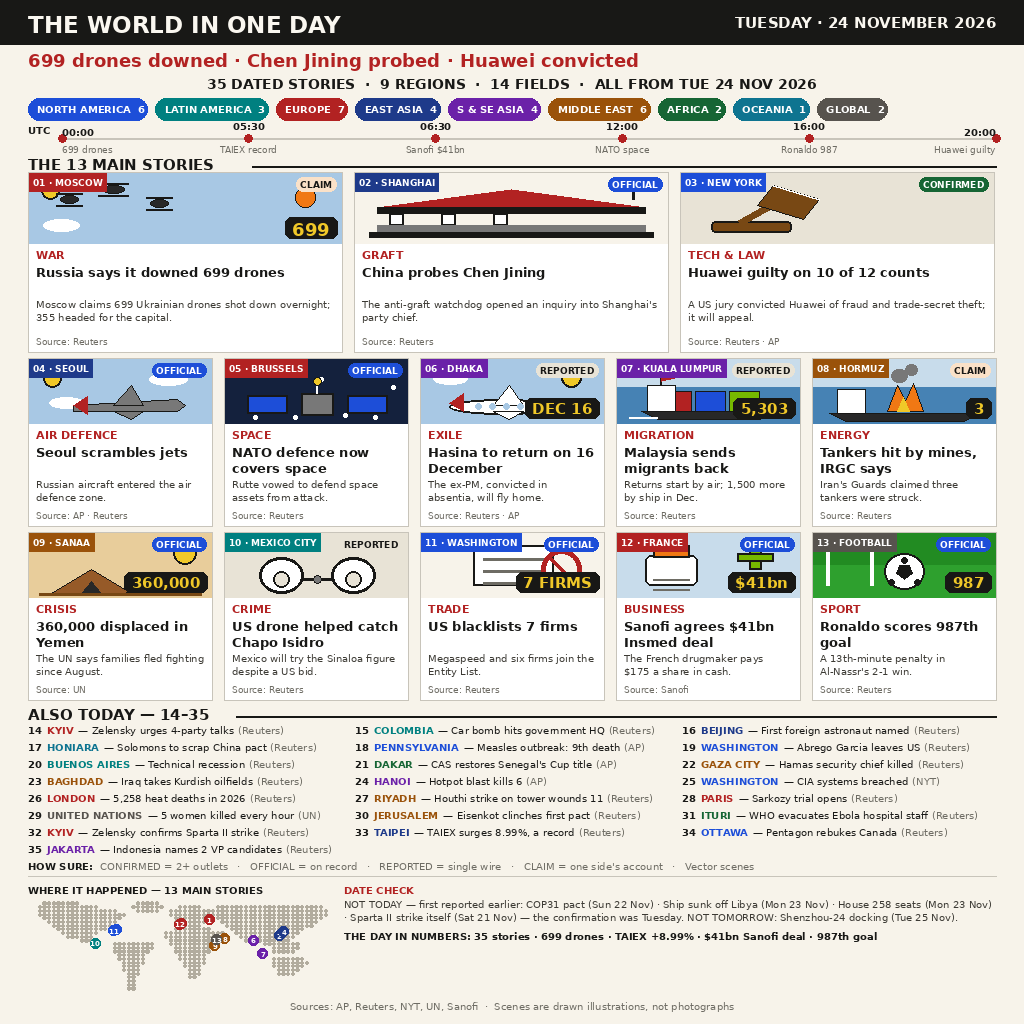 THE WORLD IN ONE DAY
TUESDAY · 24 NOVEMBER 2026
699 drones downed · Chen Jining probed · Huawei convicted
35 DATED STORIES · 9 REGIONS · 14 FIELDS · ALL FROM TUE 24 NOV 2026
NORTH AMERICA 6 LATIN AMERICA 3 EUROPE 7 EAST ASIA 4 S & SE ASIA 4 MIDDLE EAST 6 AFRICA 2 OCEANIA 1 GLOBAL 2
UTC 00:00 05:30 06:30 12:00 16:00 20:00
699 drones TAIEX record Sanofi $41bn NATO space Ronaldo 987 Huawei guilty
THE 13 MAIN STORIES
01 · MOSCOW CLAIM
699
WAR
Russia says it downed 699 drones
Moscow claims 699 Ukrainian drones shot down overnight;
355 headed for the capital.
Source: Reuters
02 · SHANGHAI OFFICIAL
GRAFT
China probes Chen Jining
The anti-graft watchdog opened an inquiry into Shanghai's
party chief.
Source: Reuters
03 · NEW YORK CONFIRMED
TECH & LAW
Huawei guilty on 10 of 12 counts
A US jury convicted Huawei of fraud and trade-secret theft;
it will appeal.
Source: Reuters · AP
04 · SEOUL OFFICIAL
AIR DEFENCE
Seoul scrambles jets
Russian aircraft entered the air
defence zone.
Source: AP · Reuters
05 · BRUSSELS OFFICIAL
SPACE
NATO defence now
covers space
Rutte vowed to defend space
assets from attack.
Source: Reuters
06 · DHAKA REPORTED
DEC 16
EXILE
Hasina to return on 16
December
The ex-PM, convicted in
absentia, will fly home.
Source: Reuters · AP
07 · KUALA LUMPUR REPORTED
5,303
MIGRATION
Malaysia sends
migrants back
Returns start by air; 1,500 more
by ship in Dec.
Source: Reuters
08 · HORMUZ CLAIM
3
ENERGY
Tankers hit by mines,
IRGC says
Iran's Guards claimed three
tankers were struck.
Source: Reuters
09 · SANAA OFFICIAL
360,000
CRISIS
360,000 displaced in
Yemen
The UN says families fled fighting
since August.
Source: UN
10 · MEXICO CITY REPORTED
CRIME
US drone helped catch
Chapo Isidro
Mexico will try the Sinaloa figure
despite a US bid.
Source: Reuters
11 · WASHINGTON OFFICIAL
7 FIRMS
TRADE
US blacklists 7 firms
Megaspeed and six firms join the
Entity List.
Source: Reuters
12 · FRANCE OFFICIAL
$41bn
BUSINESS
Sanofi agrees $41bn
Insmed deal
The French drugmaker pays
$175 a share in cash.
Source: Sanofi
13 · FOOTBALL OFFICIAL
987
SPORT
Ronaldo scores 987th
goal
A 13th-minute penalty in
Al-Nassr's 2-1 win.
Source: Reuters
ALSO TODAY — 14–35
14 KYIV — Zelensky urges 4-party talks (Reuters)
15 COLOMBIA — Car bomb hits government HQ (Reuters)
16 BEIJING — First foreign astronaut named (Reuters)
17 HONIARA — Solomons to scrap China pact (Reuters)
18 PENNSYLVANIA — Measles outbreak: 9th death (AP)
19 WASHINGTON — Abrego Garcia leaves US (Reuters)
20 BUENOS AIRES — Technical recession (Reuters)
21 DAKAR — CAS restores Senegal's Cup title (AP)
22 GAZA CITY — Hamas security chief killed (Reuters)
23 BAGHDAD — Iraq takes Kurdish oilfields (Reuters)
24 HANOI — Hotpot blast kills 6 (AP)
25 WASHINGTON — CIA systems breached (NYT)
26 LONDON — 5,258 heat deaths in 2026 (Reuters)
27 RIYADH — Houthi strike on tower wounds 11 (Reuters)
28 PARIS — Sarkozy trial opens (Reuters)
29 UNITED NATIONS — 5 women killed every hour (UN)
30 JERUSALEM — Eisenkot clinches first pact (Reuters)
31 ITURI — WHO evacuates Ebola hospital staff (Reuters)
32 KYIV — Zelensky confirms Sparta II strike (Reuters)
33 TAIPEI — TAIEX surges 8.99%, a record (Reuters)
34 OTTAWA — Pentagon rebukes Canada (Reuters)
35 JAKARTA — Indonesia names 2 VP candidates (Reuters)
HOW SURE: CONFIRMED = 2+ outlets · OFFICIAL = on record · REPORTED = single wire · CLAIM = one side's account · Vector scenes
WHERE IT HAPPENED — 13 MAIN STORIES
12 1 11 10 13 8 9 6 7
DATE CHECK
NOT TODAY — first reported earlier: COP31 pact (Sun 22 Nov) · Ship sunk off Libya (Mon 23 Nov) · House 258 seats (Mon 23 Nov)
· Sparta II strike itself (Sat 21 Nov) — the confirmation was Tuesday. NOT TOMORROW: Shenzhou-24 docking (Tue 25 Nov).
THE DAY IN NUMBERS: 35 stories · 699 drones · TAIEX +8.99% · $41bn Sanofi deal · 987th goal
Sources: AP, Reuters, NYT, UN, Sanofi · Scenes are drawn illustrations, not photographs